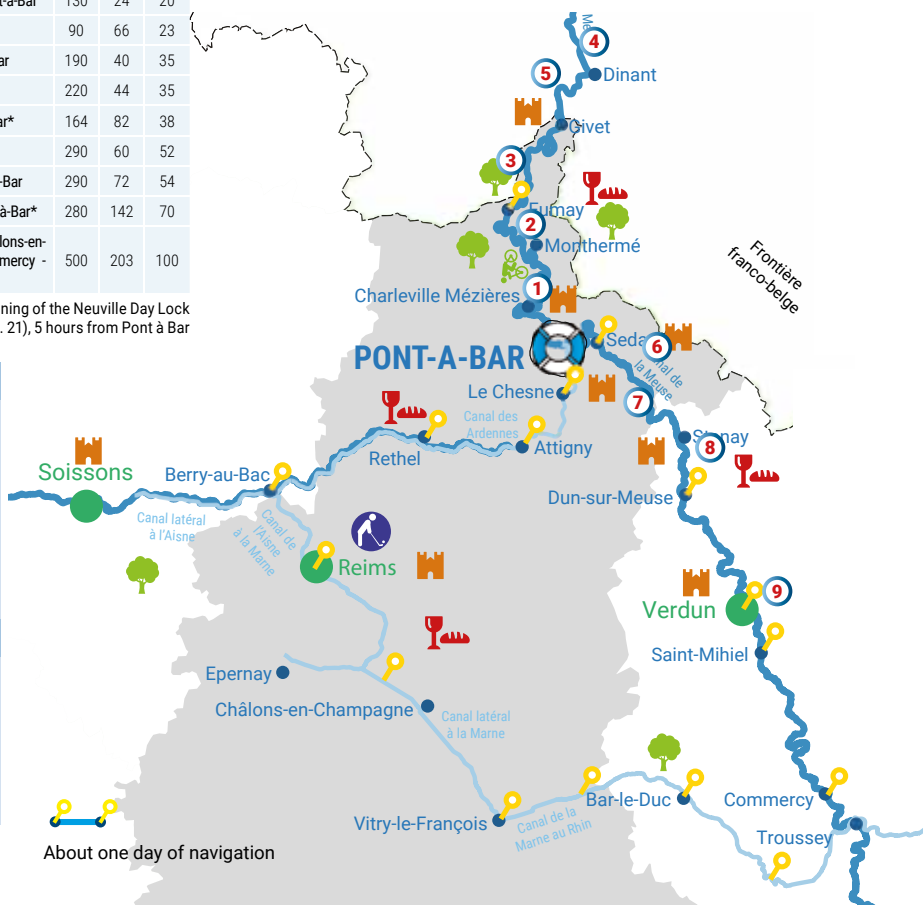 130 24 20
90 66 23
190 40 35
220 44 35
164 82 38
290 60 52
-Bar 290 72 54
à-Bar* 280 142 70
lons-en-
mercy - 500 203 100
ning of the Neuville Day Lock
. 21), 5 hours from Pont à Bar
4
Dinant
5
Givet
3
Fumay
2
Monthermé
Frontière
franco-belge
1
Charleville Mézières
PONT-A-BAR
6
Canal de
la Meuse
Le Chesne
7
Canal des
Ardennes
Attigny
Rethel
8
Soissons
Berry-au-Bac
Dun-sur-Meuse
Canal latéral
à l'Aisne
Canal de
l'Aisne
à la Marne
Reims
9
Verdun
Saint-Mihiel
Epernay
Châlons-en-Champagne
Canal latéral
à la Marne
Bar-le-Duc
Commercy
Vitry-le-François
Canal de la
Marne au Rhin
Troussey
About one day of navigation